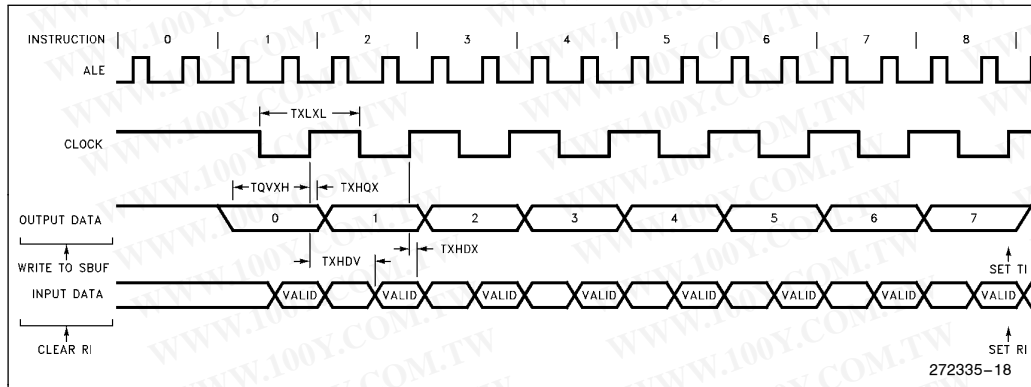 INSTRUCTION | 0 | 1 | 2 | 3 | 4 | 5 | 6 | 7 | 8 |
ALE
TXLXL
CLOCK
TQVXH TXHQX
OUTPUT DATA 0 1 2 3 4 5 6 7
TXHDV TXHDX
WRITE TO SBUF SET TI
INPUT DATA VALID VALID VALID VALID VALID VALID VALID VALID
CLEAR RI SET RI
272335-18
WWW.100Y.COM.TW